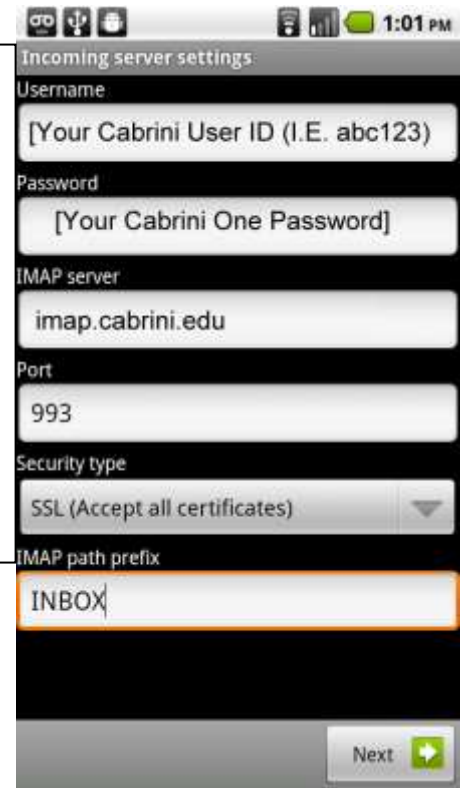 1:01 PM
Incoming server settings
Username
[Your Cabrini User ID (I.E. abc123)
Password
[Your Cabrini One Password]
IMAP server
imap.cabrini.edu
Port
993
Security type
SSL (Accept all certificates)
IMAP path prefix
INBOX
Next